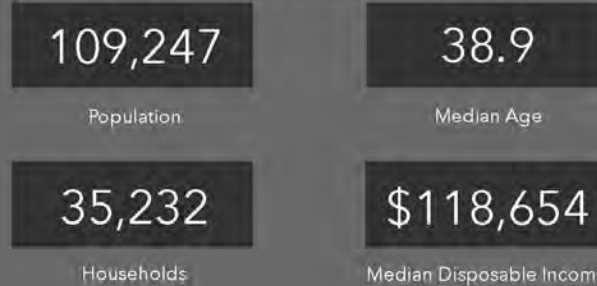 109,247
38.9
Population
Median Age
35,232
$118,654
Households
Median Disposable Incom